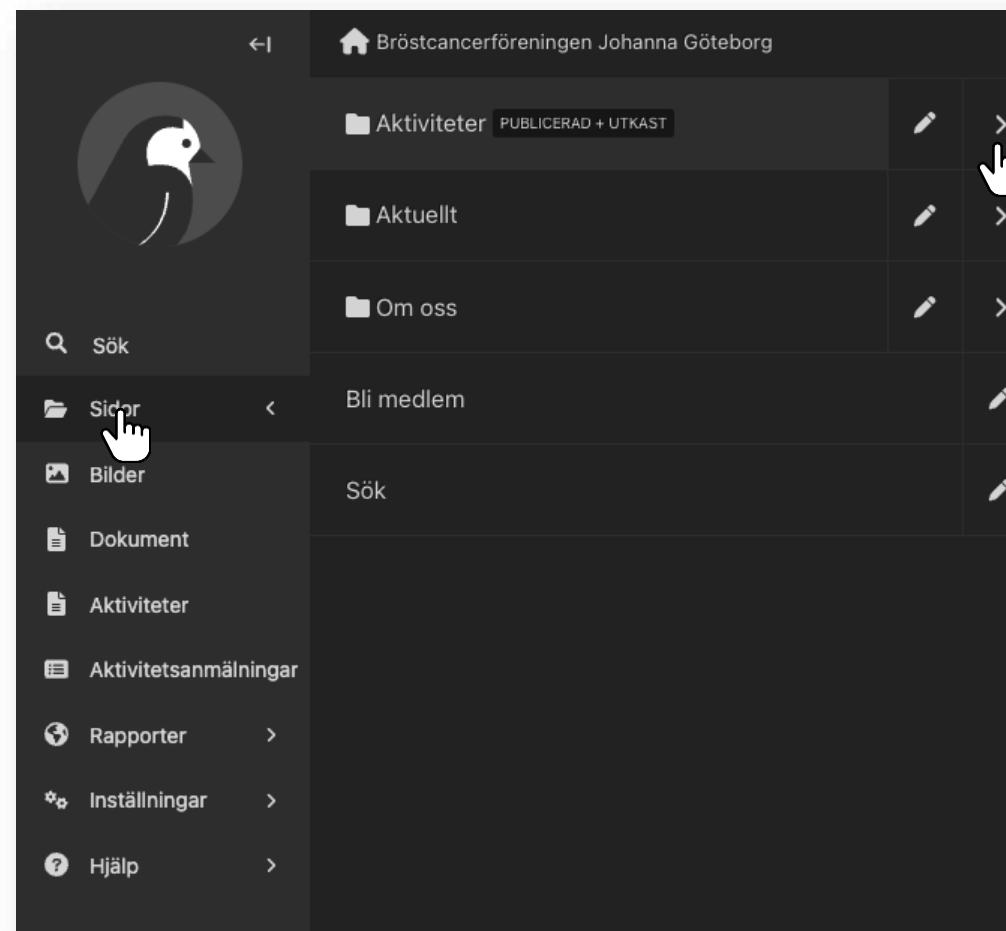 Bröstcancerföreningen Johanna Göteborg
Aktiviteter PUBLICERAD + UTKAST
Aktuellt
Om oss
Bli medlem
Sök
Sök
Sidor
Bilder
Dokument
Aktiviteter
Aktivitetsanmälningar
Rapporter
Inställningar
Hjälp